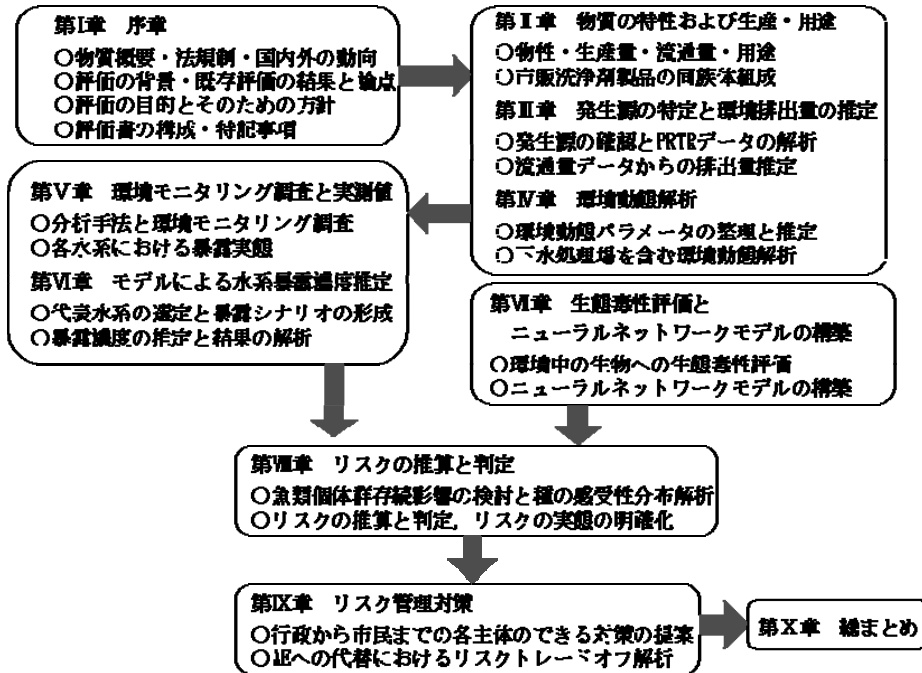 第Ⅰ章 序章
○物質概要・法規制・国内外の動向
○評価の背景・既存評価の結果と論点
○評価の目的とそのための方針
○評価書の構成・特記事項
第Ⅱ章 物質の特性および生産・用途
○物性・生産量・流通量・用途
○市販洗浄剤製品の同族体組成
第Ⅲ章 発生源の特定と環境排出量の推定
○発生源の確認とPRTRデータの解析
○流通量データからの排出量推定
第Ⅳ章 環境動態解析
○環境動態パラメータの整理と推定
○下水処理場を含む環境動態解析
第Ⅴ章 環境モニタリング調査と実測値
○分析手法と環境モニタリング調査
○各水系における暴露実態
第Ⅵ章 モデルによる水系暴露濃度推定
○代表水系の選定と暴露シナリオの形成
○暴露濃度の推定と結果の解析
第Ⅶ章 生態毒性評価と
ニューラルネットワークモデルの構築
○環境中の生物への生態毒性評価
○ニューラルネットワークモデルの構築
第Ⅷ章 リスクの推算と判定
○魚類個体群存続影響の検討と種の感受性分布解析
○リスクの推算と判定，リスクの実態の明確化
第Ⅸ章 リスク管理対策
○行政から市民までの各主体のできる対策の提案
○AEへの代替におけるリスクトレードオフ解析
第Ⅹ章 総まとめ